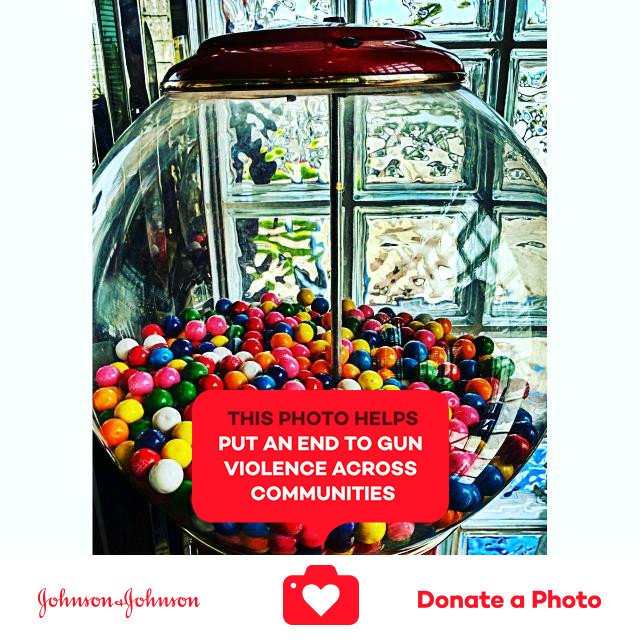 THIS PHOTO HELPS
PUT AN END TO GUN
VIOLENCE ACROSS
COMMUNITIES
Johnson & Johnson
Donate a Photo